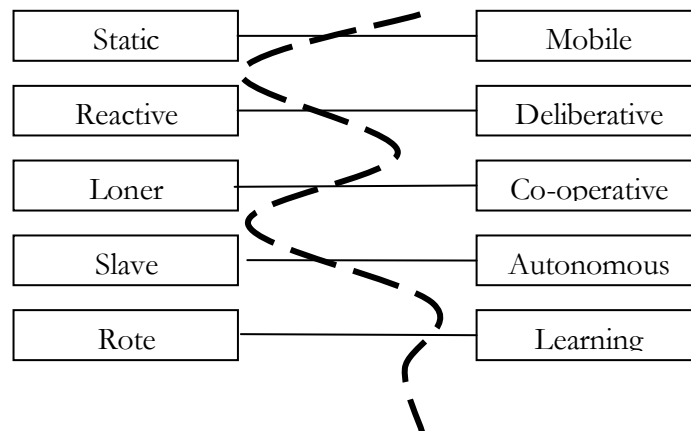 Static Mobile
Reactive Deliberative
Loner Co-operative
Slave Autonomous
Rote Learning